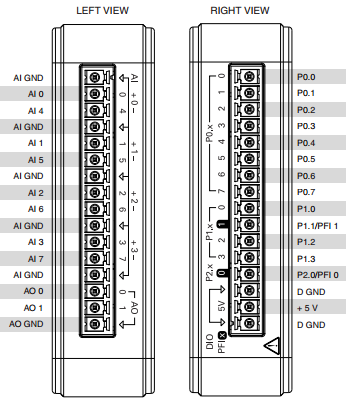 LEFT VIEW
AI GND
AI 0
AI 4
AI GND
AI 1
AI 5
AI GND
AI 2
AI 6
AI GND
AI 3
AI 7
AI GND
AO 0
AO 1
AO GND
AI
0
4
1
5
2
6
3
7
0
1
+ 0 –
+ 1 –
+ 2 –
+ 3 –
AO
RIGHT VIEW
P0.x
P1.x
P2.x
0
1
2
3
4
5
6
7
0
1
2
3
0
5V
DIO
PFI
P0.0
P0.1
P0.2
P0.3
P0.4
P0.5
P0.6
P0.7
P1.0
P1.1/PFI 1
P1.2
P1.3
P2.0/PFI 0
D GND
+ 5 V
D GND